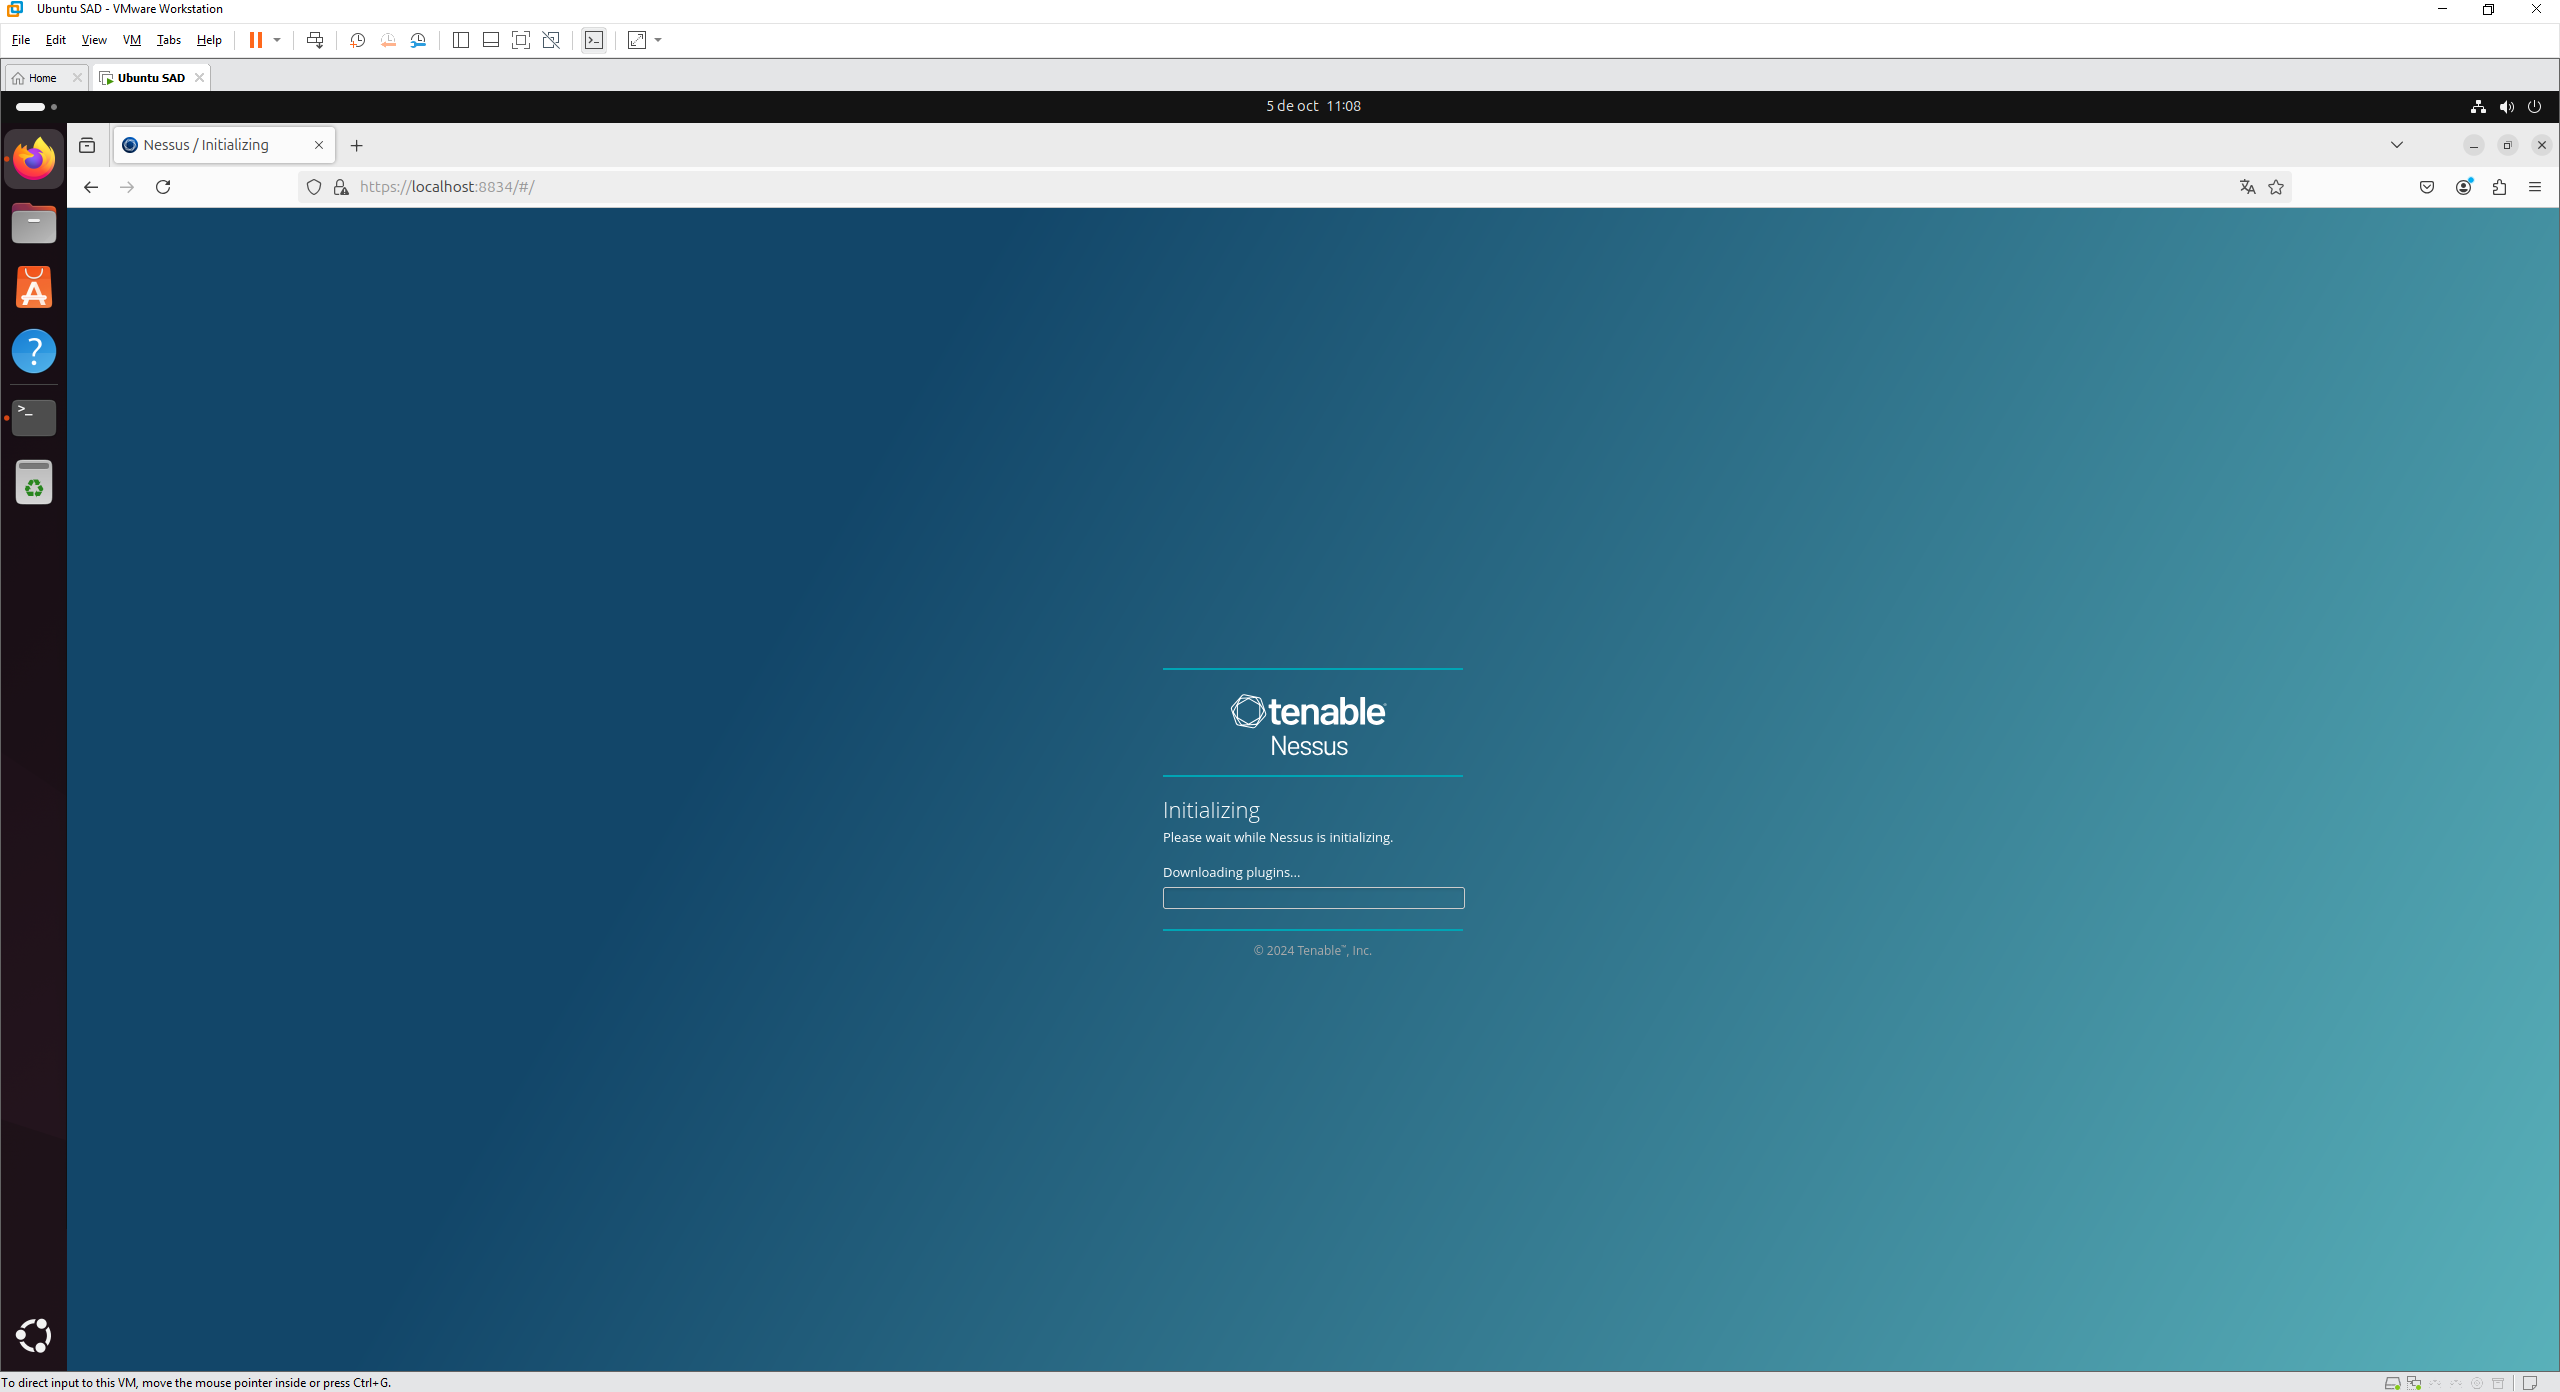 Ubuntu SAD - VMware Workstation
File Edit View VM Tabs Help
Home Ubuntu SAD
5 de oct 11:08
Nessus / Initializing
https://localhost:8834/#/
tenable
Nessus
Initializing
Please wait while Nessus is initializing.
Downloading plugins...
© 2024 Tenable™, Inc.
To direct input to this VM, move the mouse pointer inside or press Ctrl+G.